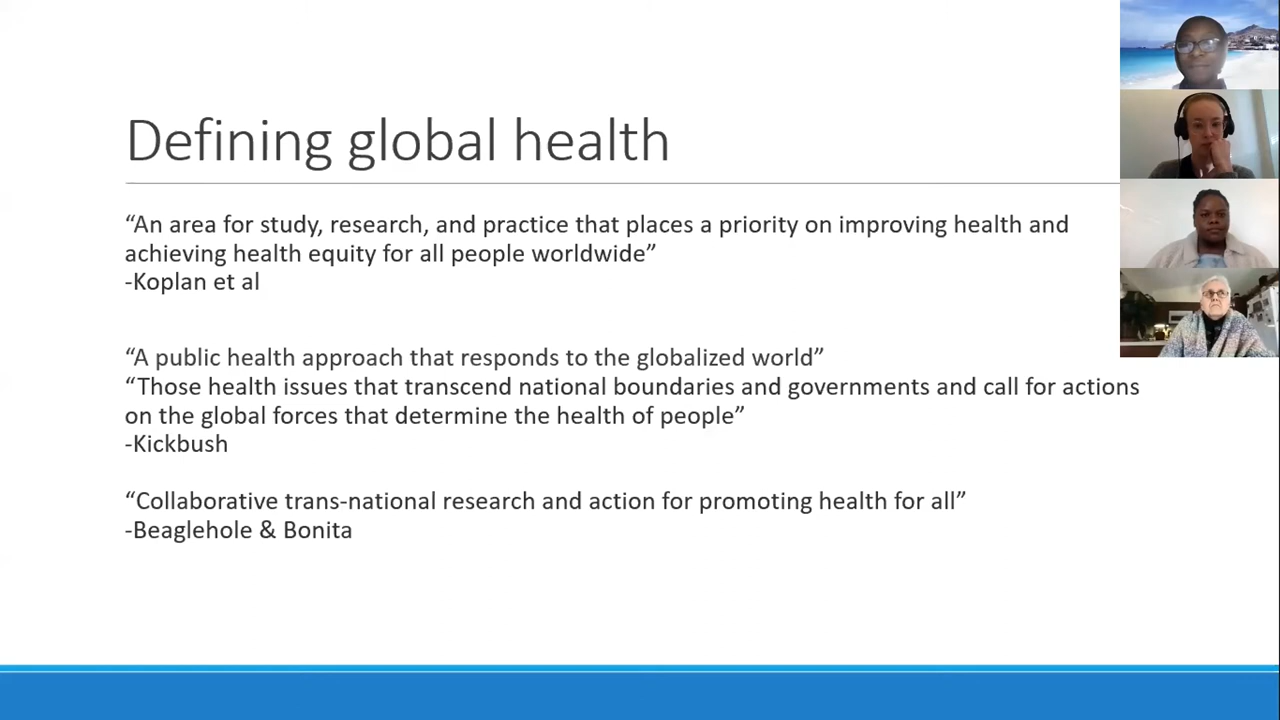 Defining global health
“An area for study, research, and practice that places a priority on improving health and
achieving health equity for all people worldwide”
-Koplan et al
“A public health approach that responds to the globalized world”
“Those health issues that transcend national boundaries and governments and call for actions
on the global forces that determine the health of people”
-Kickbush
“Collaborative trans-national research and action for promoting health for all”
-Beaglehole & Bonita